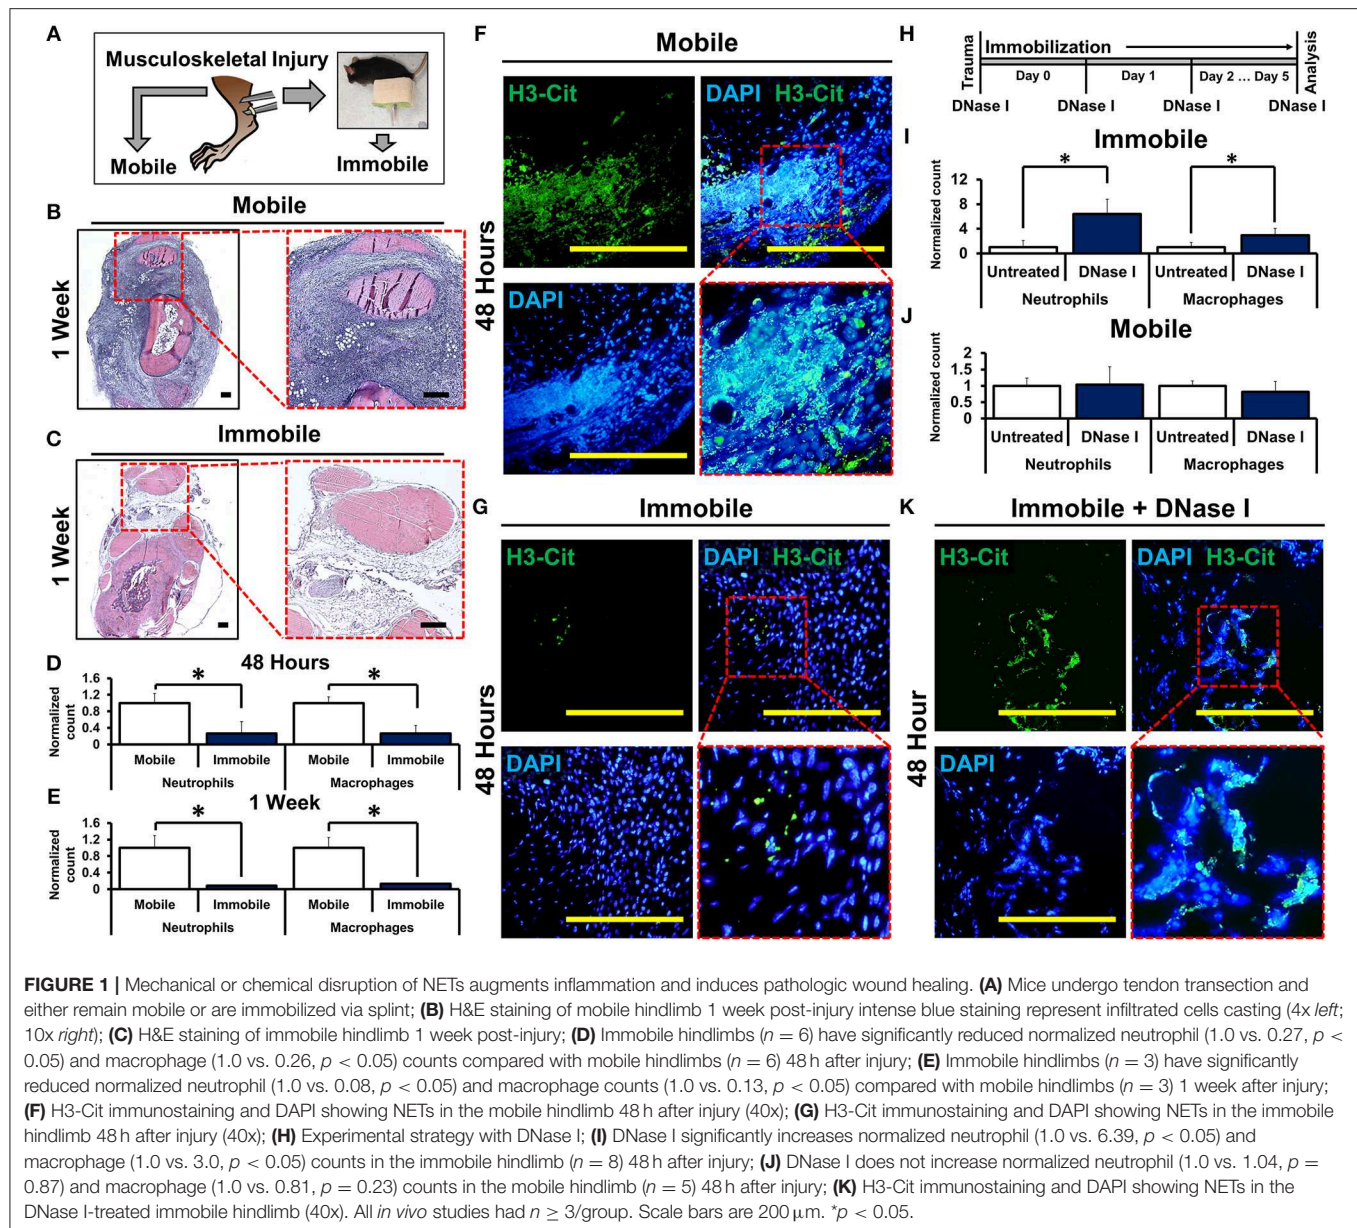 A
Musculoskeletal Injury
Mobile
Immobile
B
Mobile
1 Week
C
Immobile
1 Week
D
48 Hours
Normalized count
1.6
1.2
0.8
0.4
0
*
*
Mobile
Immobile
Mobile
Immobile
Neutrophils
Macrophages
E
1 Week
Normalized count
1.6
1.2
0.8
0.4
0
*
*
Mobile
Immobile
Mobile
Immobile
Neutrophils
Macrophages
F
Mobile
48 Hours
H3-Cit
DAPI H3-Cit
DAPI
G
Immobile
48 Hours
H3-Cit
DAPI H3-Cit
DAPI
H
Trauma
Immobilization
Analysis
Day 0
Day 1
Day 2 ... Day 5
DNase I
DNase I
DNase I
DNase I
I
Immobile
Normalized count
12
8
4
0
*
*
Untreated
DNase I
Untreated
DNase I
Neutrophils
Macrophages
J
Mobile
Normalized count
2
1.5
1
0.5
0
Untreated
DNase I
Untreated
DNase I
Neutrophils
Macrophages
K
Immobile + DNase I
48 Hour
H3-Cit
DAPI H3-Cit
DAPI
FIGURE 1 | Mechanical or chemical disruption of NETs augments inflammation and induces pathologic wound healing. (A) Mice undergo tendon transection and
either remain mobile or are immobilized via splint; (B) H&E staining of mobile hindlimb 1 week post-injury intense blue staining represent infiltrated cells casting (4x left;
10x right); (C) H&E staining of immobile hindlimb 1 week post-injury; (D) Immobile hindlimbs (n = 6) have significantly reduced normalized neutrophil (1.0 vs. 0.27, p <
0.05) and macrophage (1.0 vs. 0.26, p < 0.05) counts compared with mobile hindlimbs (n = 6) 48 h after injury; (E) Immobile hindlimbs (n = 3) have significantly
reduced normalized neutrophil (1.0 vs. 0.08, p < 0.05) and macrophage counts (1.0 vs. 0.13, p < 0.05) compared with mobile hindlimbs (n = 3) 1 week after injury;
(F) H3-Cit immunostaining and DAPI showing NETs in the mobile hindlimb 48 h after injury (40x); (G) H3-Cit immunostaining and DAPI showing NETs in the immobile
hindlimb 48 h after injury (40x); (H) Experimental strategy with DNase I; (I) DNase I significantly increases normalized neutrophil (1.0 vs. 6.39, p < 0.05) and
macrophage (1.0 vs. 3.0, p < 0.05) counts in the immobile hindlimb (n = 8) 48 h after injury; (J) DNase I does not increase normalized neutrophil (1.0 vs. 1.04, p =
0.87) and macrophage (1.0 vs. 0.81, p = 0.23) counts in the mobile hindlimb (n = 5) 48 h after injury; (K) H3-Cit immunostaining and DAPI showing NETs in the
DNase I-treated immobile hindlimb (40x). All in vivo studies had n ≥ 3/group. Scale bars are 200 μm. *p < 0.05.